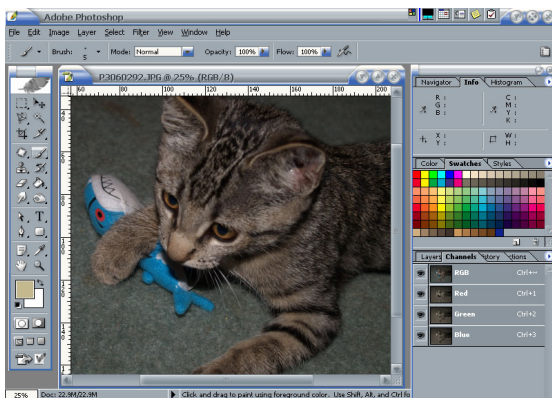 Adobe Photoshop
File Edit Image Layer Select Filter View Window Help
Brush: 5 Mode: Normal Opacity: 100% Flow: 100%
P3060292.JPG @ 25% (RGB/8)
60 80 100 120 140 160 180 200
Navigator Info Histogram
R :
G :
B :
C :
M :
Y :
K :
X :
Y :
W :
H :
Color Swatches Styles
Layers Channels History Actions
RGB Ctrl+~
Red Ctrl+1
Green Ctrl+2
Blue Ctrl+3
25% Doc: 22.9M/22.9M Click and drag to paint using foreground color. Use Shift, Alt, and Ctrl fo